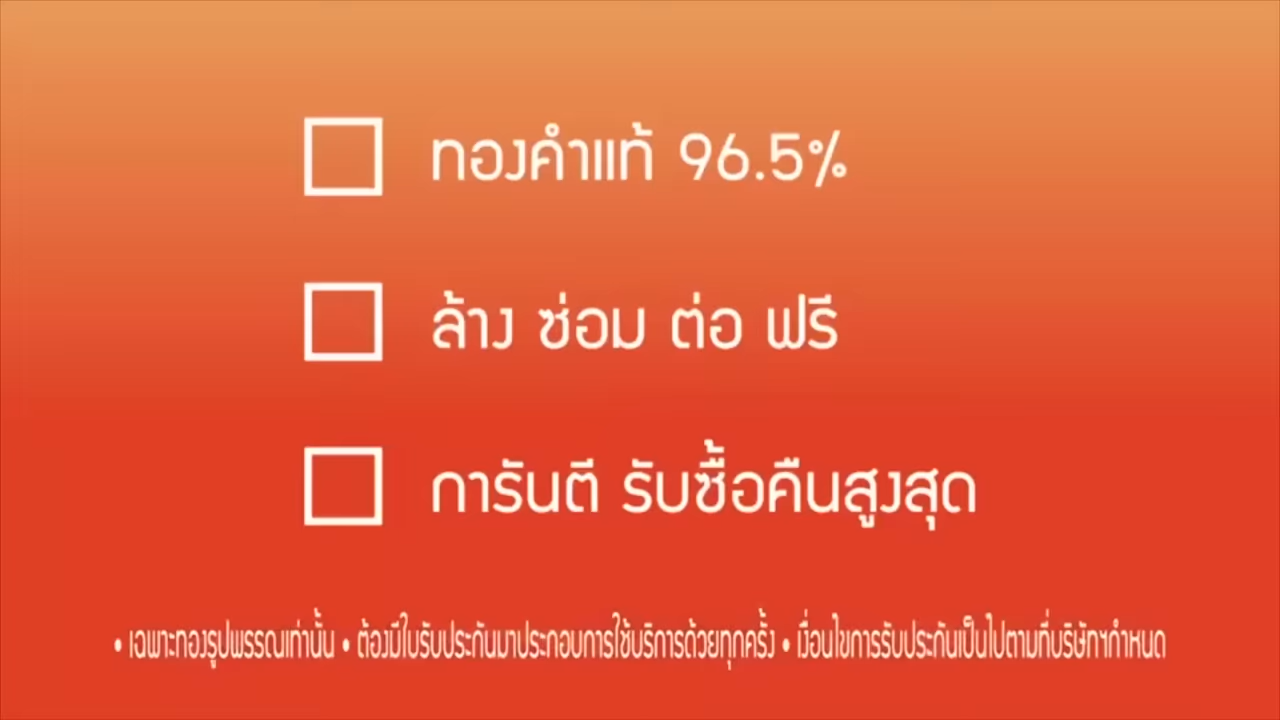 ทองคำแท้ 96.5%
ล้าง ซ่อม ต่อ ฟรี
การันตี รับซื้อคืนสูงสุด
• เฉพาะทองรูปพรรณเท่านั้น • ต้องมีใบรับประกันมาประกอบการใช้บริการด้วยทุกครั้ง • เงื่อนไขการรับประกันเป็นไปตามที่บริษัทฯกำหนด